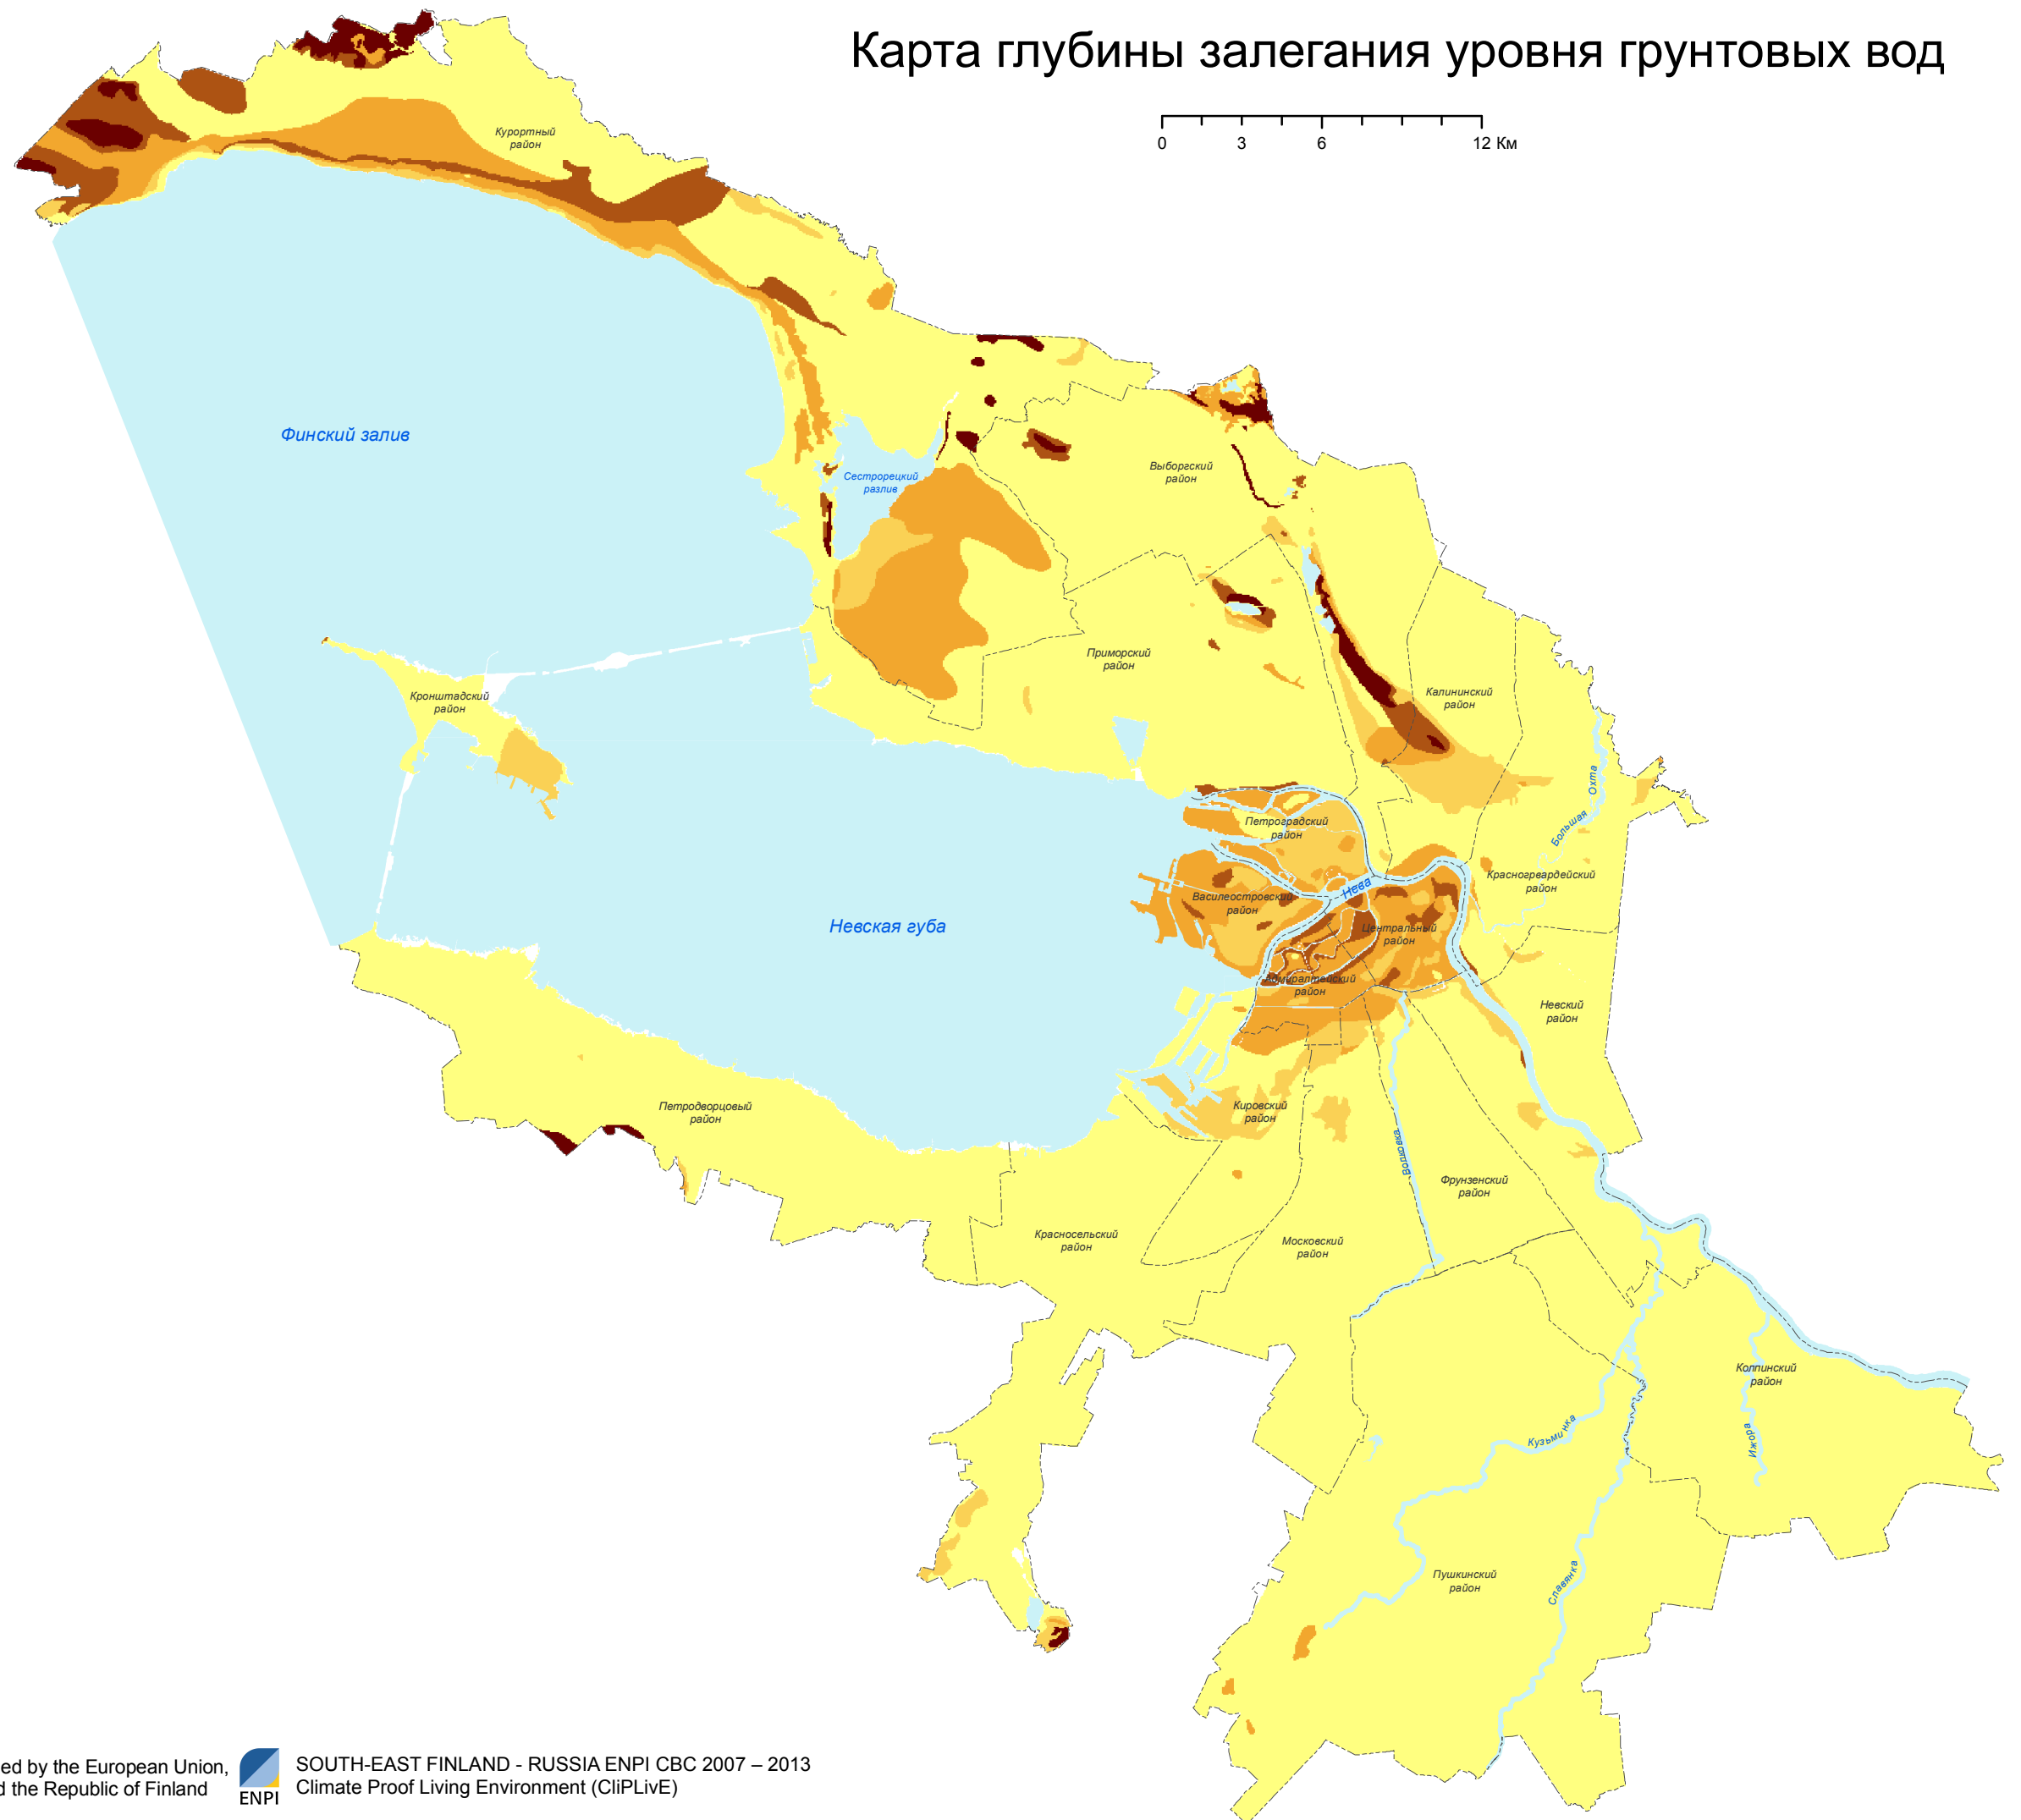 Карта глубины залегания уровня грунтовых вод
0
3
6
12 Км
Курортный
район
Финский залив
Сестрорецкий
разлив
Выборгский
район
Приморский
район
Калининский
район
Кронштадский
район
Охта
Большая
Петроградский
район
Красногрвардейский
район
Нева
Василеостровский
район
Невская губа
Центральный
район
Адмиралтейский
район
Невский
район
Петродворцовый
район
Кировский
район
Волковка
Фрунзенский
район
Красносельский
район
Московский
район
Колпинский
район
Кузьминка
Ижора
Пушкинский
район
Славянка
ed by the European Union,
d the Republic of Finland
ENPI
SOUTH-EAST FINLAND - RUSSIA ENPI CBC 2007 – 2013
Climate Proof Living Environment (CliPLivE)